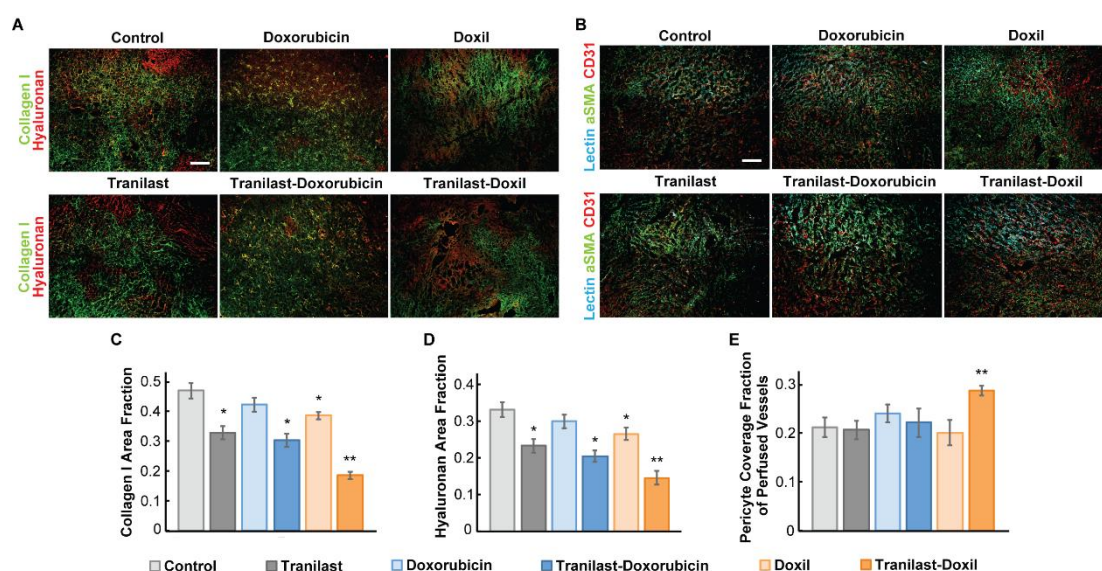 A
Control
Doxorubicin
Doxil
Collagen I
Hyaluronan
Tranilast
Tranilast-Doxorubicin
Tranilast-Doxil
Collagen I
Hyaluronan
B
Control
Doxorubicin
Doxil
Lectin aSMA CD31
Tranilast
Tranilast-Doxorubicin
Tranilast-Doxil
Lectin aSMA CD31
C
Collagen I Area Fraction
0.5
0.4
0.3
0.2
0.1
0
*
*
*
**
D
Hyaluronan Area Fraction
0.4
0.3
0.2
0.1
0
*
*
*
**
E
Pericyte Coverage Fraction
of Perfused Vessels
0.3
0.2
0.1
0
**
Control
Tranilast
Doxorubicin
Tranilast-Doxorubicin
Doxil
Tranilast-Doxil